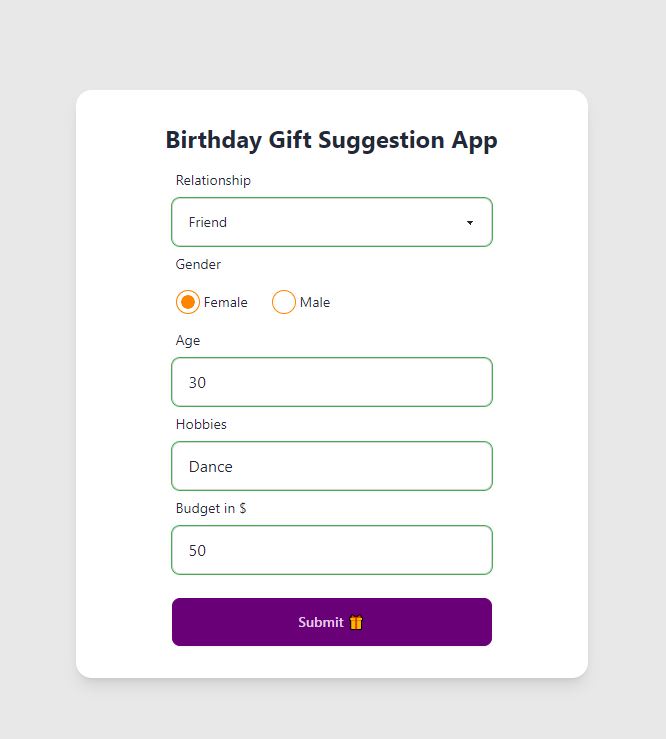 Birthday Gift Suggestion App
Relationship
Friend
Gender
Female Male
Age
30
Hobbies
Dance
Budget in $
50
Submit 🎁